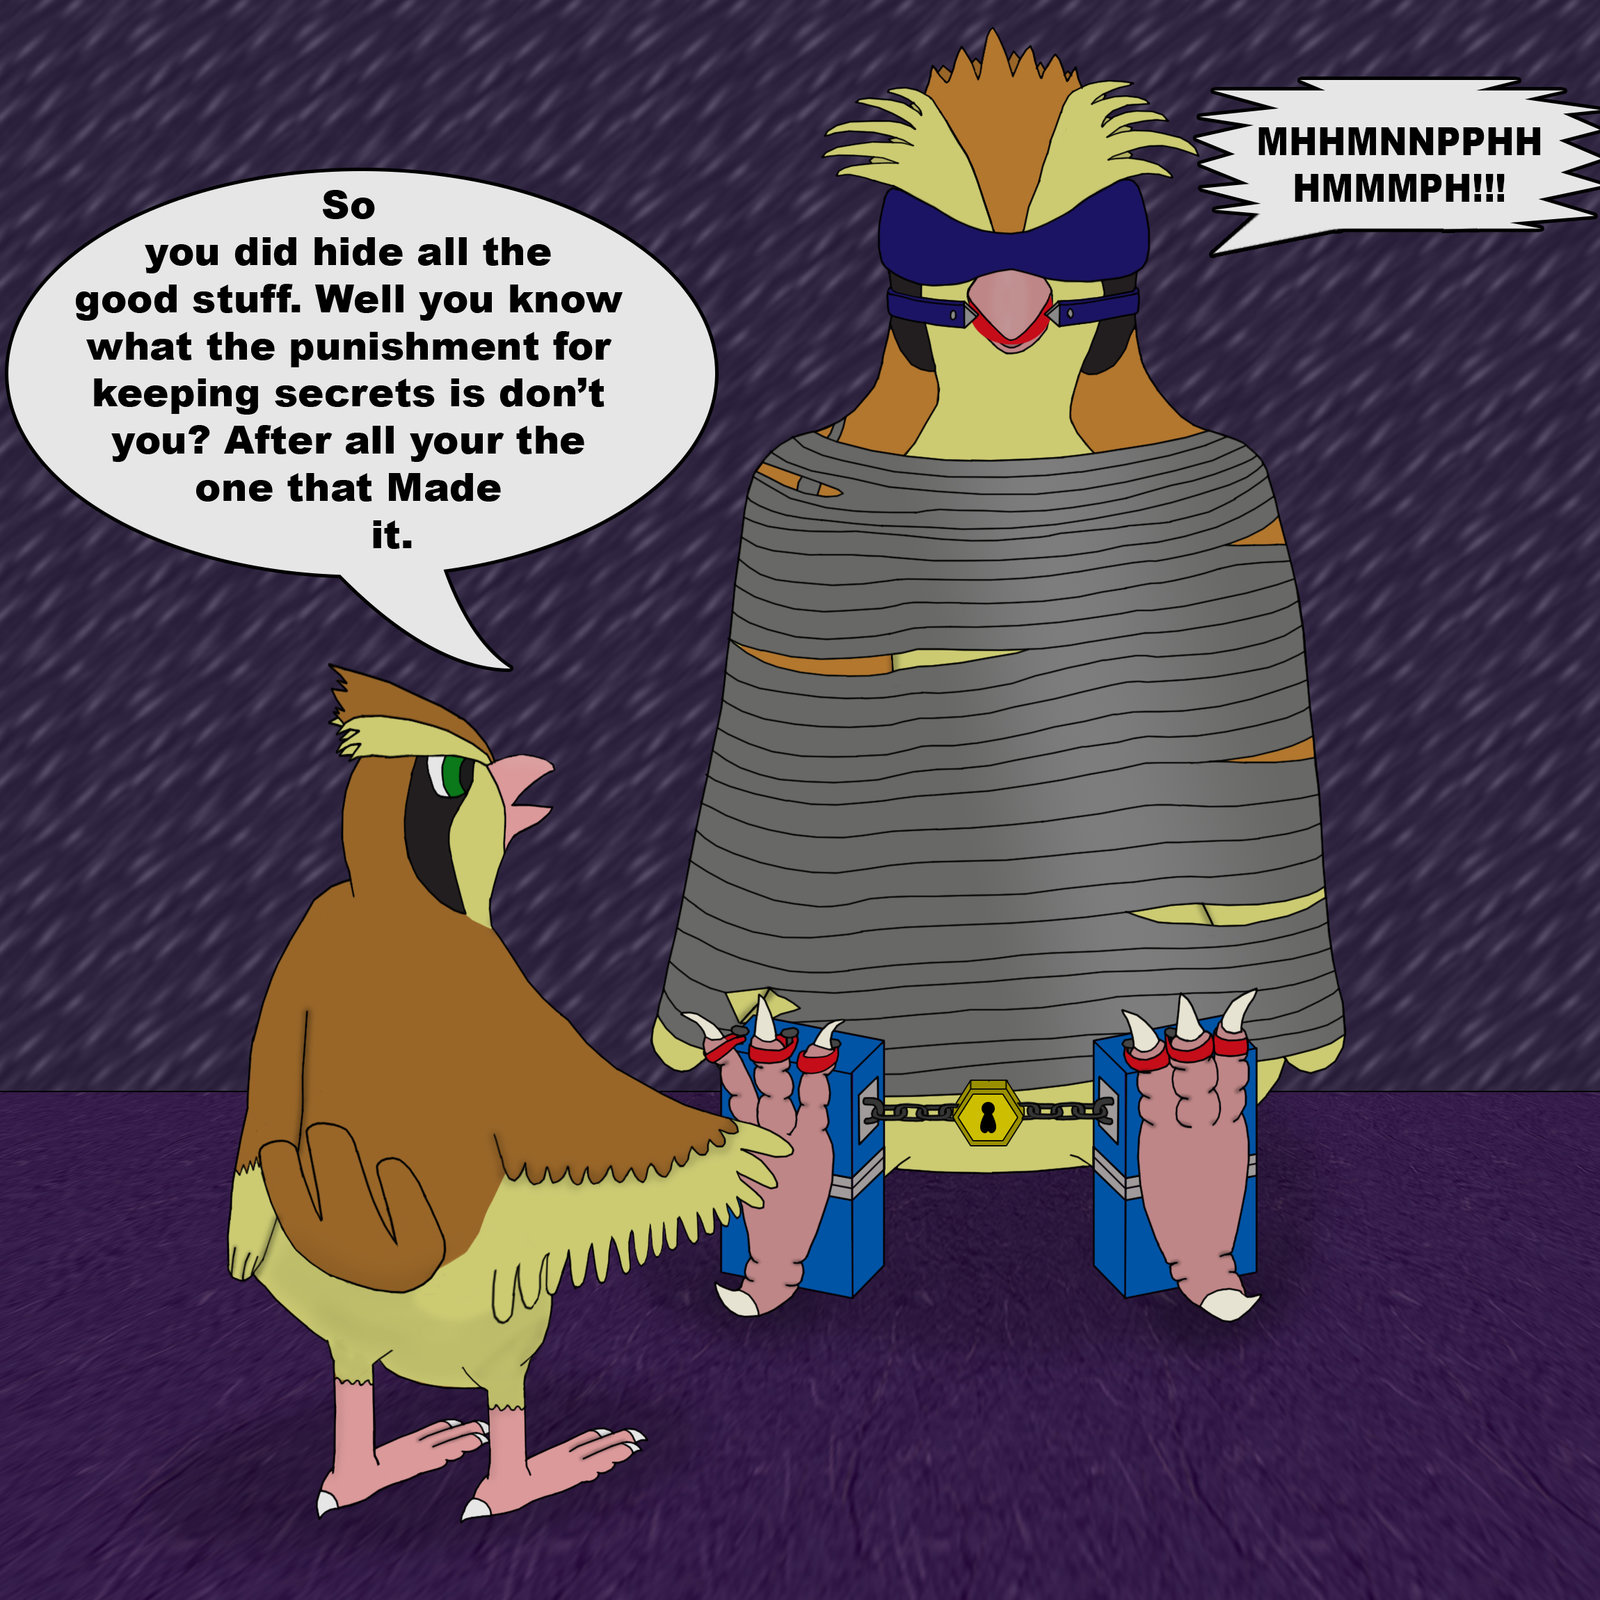 So
you did hide all the
good stuff. Well you know
what the punishment for
keeping secrets is don’t
you? After all your the
one that Made
it.
MHHMNNPPHH
HMMMPH!!!